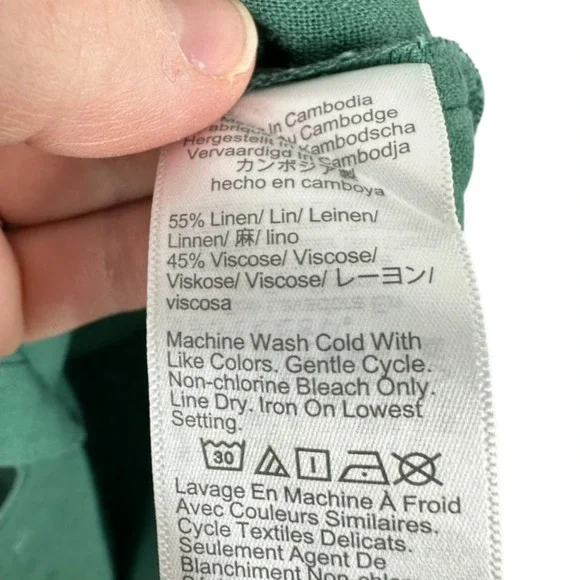 In Cambodia
Cambodge
Hergestellt Kambodscha
Vervaardigd in Cambodja
カンボジア製
hecho en camboya
55% Linen/ Lin/ Leinen/
Linnen/ 麻/ lino
45% Viscose/ Viscose/
Viskose/ Viscose/ レーヨン/
viscosa
Machine Wash Cold With
Like Colors. Gentle Cycle.
Non-chlorine Bleach Only.
Line Dry. Iron On Lowest
Setting.
30
Lavage En Machine À Froid
Avec Couleurs Similaires.
Cycle Textiles Delicats.
Seulement Agent De
Blanchiment Non